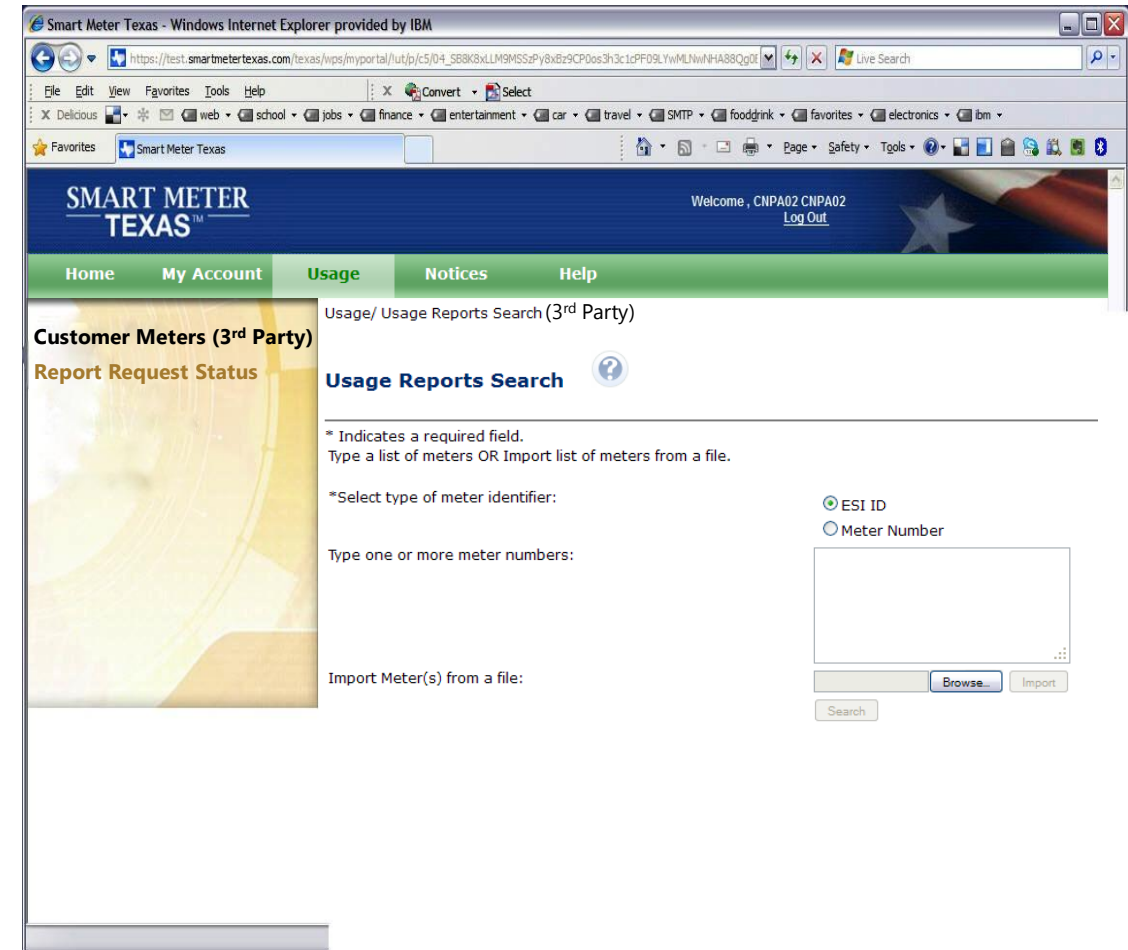 Smart Meter Texas - Windows Internet Explorer provided by IBM
https://test.smartmetertexas.com/texas/wps/myportal/!ut/p/c5/04_SB8K8xLLM9MSSzPy8xBz9CP0os3h3c1cPF09LYwMLNwNHA88Qg0E
Live Search
File Edit View Favorites Tools Help X Convert Select
X Delicious web school jobs finance entertainment car travel SMTP fooddrink favorites electronics ibm
Favorites Smart Meter Texas Page Safety Tools
SMART METER
TEXAS™
Welcome , CNPA02 CNPA02
Log Out
Home My Account Usage Notices Help
Usage/ Usage Reports Search (3rd Party)
Customer Meters (3rd Party)
Report Request Status
Usage Reports Search ?
* Indicates a required field.
Type a list of meters OR Import list of meters from a file.
*Select type of meter identifier:
ESI ID
Meter Number
Type one or more meter numbers:
Import Meter(s) from a file:
Browse... Import
Search